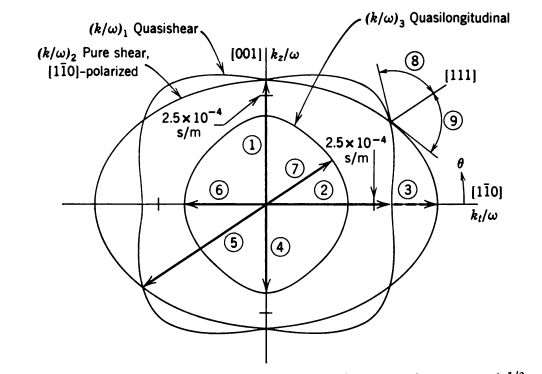 (k/ω)₃ Quasilongitudinal
(k/ω)₁ Quasishear
(k/ω)₂ Pure shear,
[11̄0]-polarized
[001] k_z/ω
⑧
[111]
2.5×10⁻⁴
s/m
①
2.5×10⁻⁴
s/m
⑨
θ
⑦
⑥
②
③
[11̄0]
k_t/ω
⑤
④